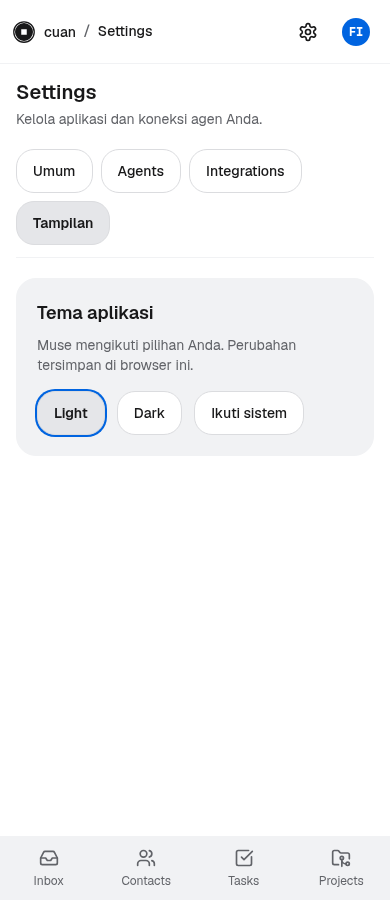 cuan / Settings
FI
Settings
Kelola aplikasi dan koneksi agen Anda.
Umum
Agents
Integrations
Tampilan
Tema aplikasi
Muse mengikuti pilihan Anda. Perubahan
tersimpan di browser ini.
Light
Dark
Ikuti sistem
Inbox
Contacts
Tasks
Projects